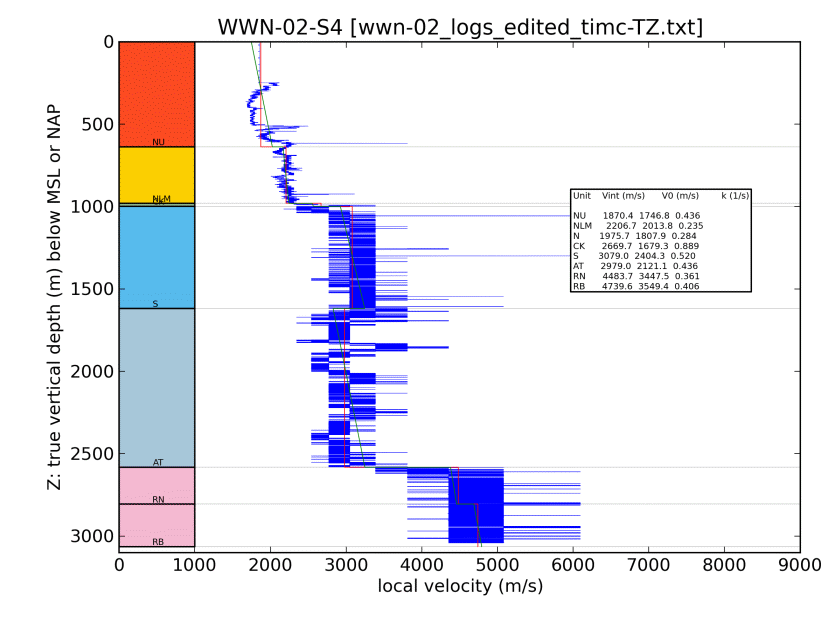 WWN-02-S4 [wwn-02_logs_edited_timc-TZ.txt]
Z: true vertical depth (m) below MSL or NAP
0
500
1000
1500
2000
2500
3000
NU
NLM
S
AT
RN
RB
Unit Vint (m/s) V0 (m/s) k (1/s)
NU 1870.4 1746.8 0.436
NLM 2206.7 2013.8 0.235
N 1975.7 1807.9 0.284
CK 2669.7 1679.3 0.889
S 3079.0 2404.3 0.520
AT 2979.0 2121.1 0.436
RN 4483.7 3447.5 0.361
RB 4739.6 3549.4 0.406
0 1000 2000 3000 4000 5000 6000 7000 8000 9000
local velocity (m/s)